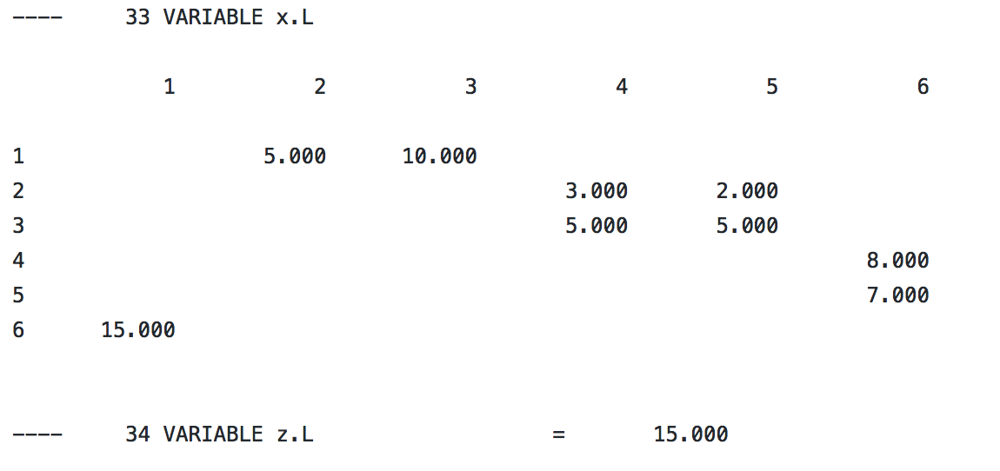 ---- 33 VARIABLE x.L
1 2 3 4 5 6
1 5.000 10.000
2 3.000 2.000
3 5.000 5.000
4 8.000
5 7.000
6 15.000
---- 34 VARIABLE z.L = 15.000